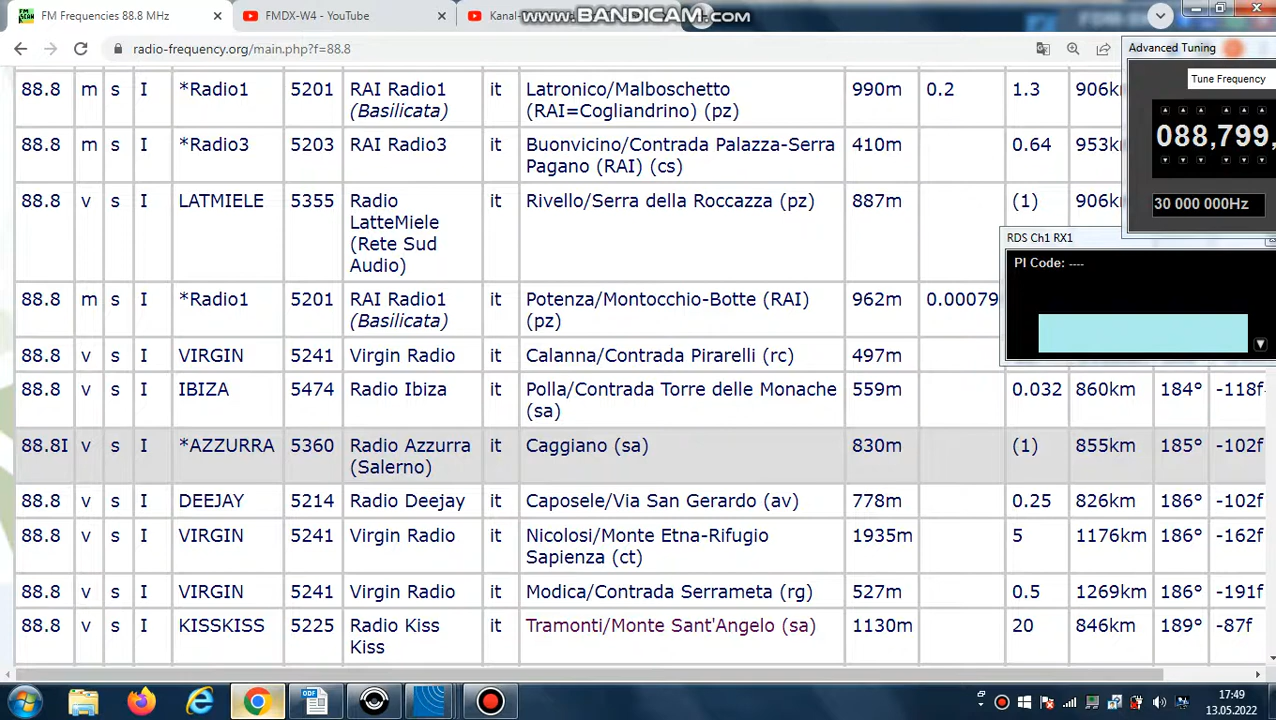 FM Frequencies 88.8 MHz
FMDX-W4 - YouTube
Kanal-
www.BANDICAM.com
radio-frequency.org/main.php?f=88.8
Advanced Tuning
Tune Frequency
088,799,
30 000 000Hz
RDS Ch1 RX1
PI Code: ----
88.8 m s I *Radio1 5201 RAI Radio1 it Latronico/Malboschetto 990m 0.2 1.3 906k
(Basilicata) (RAI=Cogliandrino) (pz)
88.8 m s I *Radio3 5203 RAI Radio3 it Buonvicino/Contrada Palazza-Serra 410m 0.64 953k
Pagano (RAI) (cs)
88.8 v s I LATMIELE 5355 Radio it Rivello/Serra della Roccazza (pz) 887m (1) 906k
LatteMiele
(Rete Sud
Audio)
88.8 m s I *Radio1 5201 RAI Radio1 it Potenza/Montocchio-Botte (RAI) 962m 0.00079
(Basilicata) (pz)
88.8 v s I VIRGIN 5241 Virgin Radio it Calanna/Contrada Pirarelli (rc) 497m
88.8 v s I IBIZA 5474 Radio Ibiza it Polla/Contrada Torre delle Monache 559m 0.032 860km 184° -118f
(sa)
88.8I v s I *AZZURRA 5360 Radio Azzurra it Caggiano (sa) 830m (1) 855km 185° -102f
(Salerno)
88.8 v s I DEEJAY 5214 Radio Deejay it Caposele/Via San Gerardo (av) 778m 0.25 826km 186° -102f
88.8 v s I VIRGIN 5241 Virgin Radio it Nicolosi/Monte Etna-Rifugio 1935m 5 1176km 186° -162f
Sapienza (ct)
88.8 v s I VIRGIN 5241 Virgin Radio it Modica/Contrada Serrameta (rg) 527m 0.5 1269km 186° -191f
88.8 v s I KISSKISS 5225 Radio Kiss it Tramonti/Monte Sant'Angelo (sa) 1130m 20 846km 189° -87f
Kiss
ODF
17:49
13.05.2022